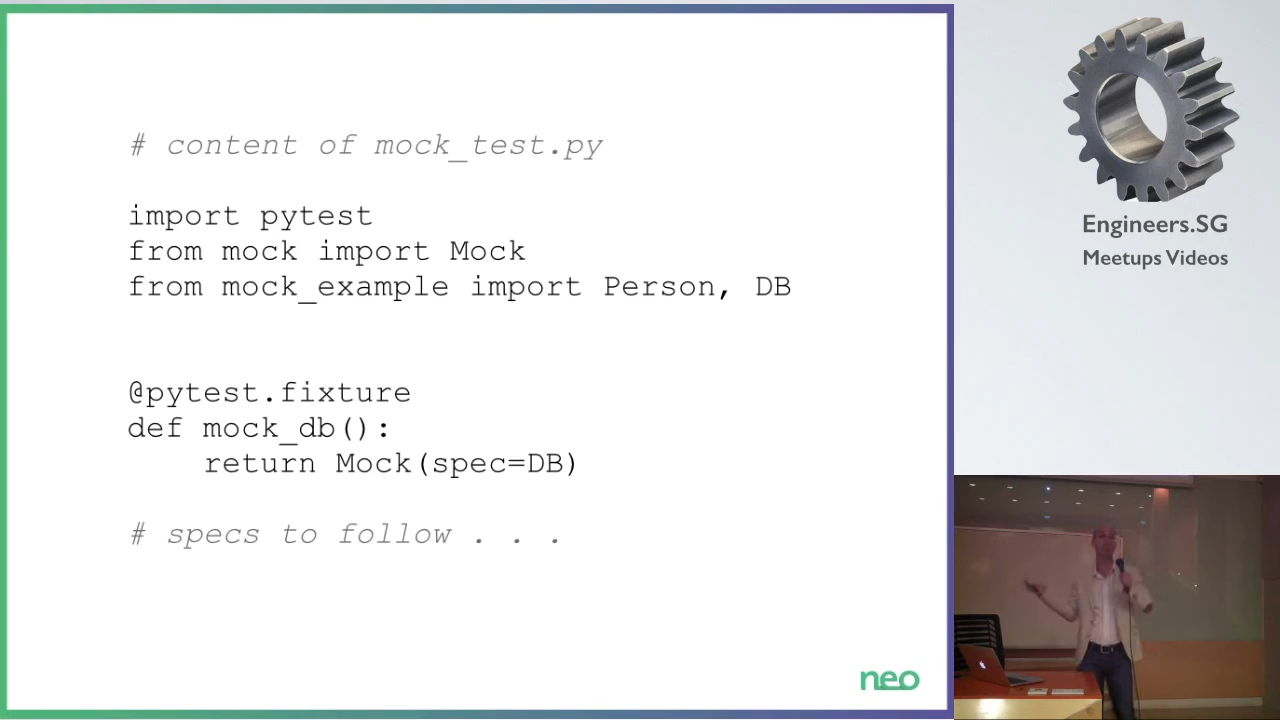 # content of mock_test.py
import pytest
from mock import Mock
from mock_example import Person, DB
@pytest.fixture
def mock_db():
    return Mock(spec=DB)
# specs to follow . . .
neo
Engineers.SG
Meetups Videos